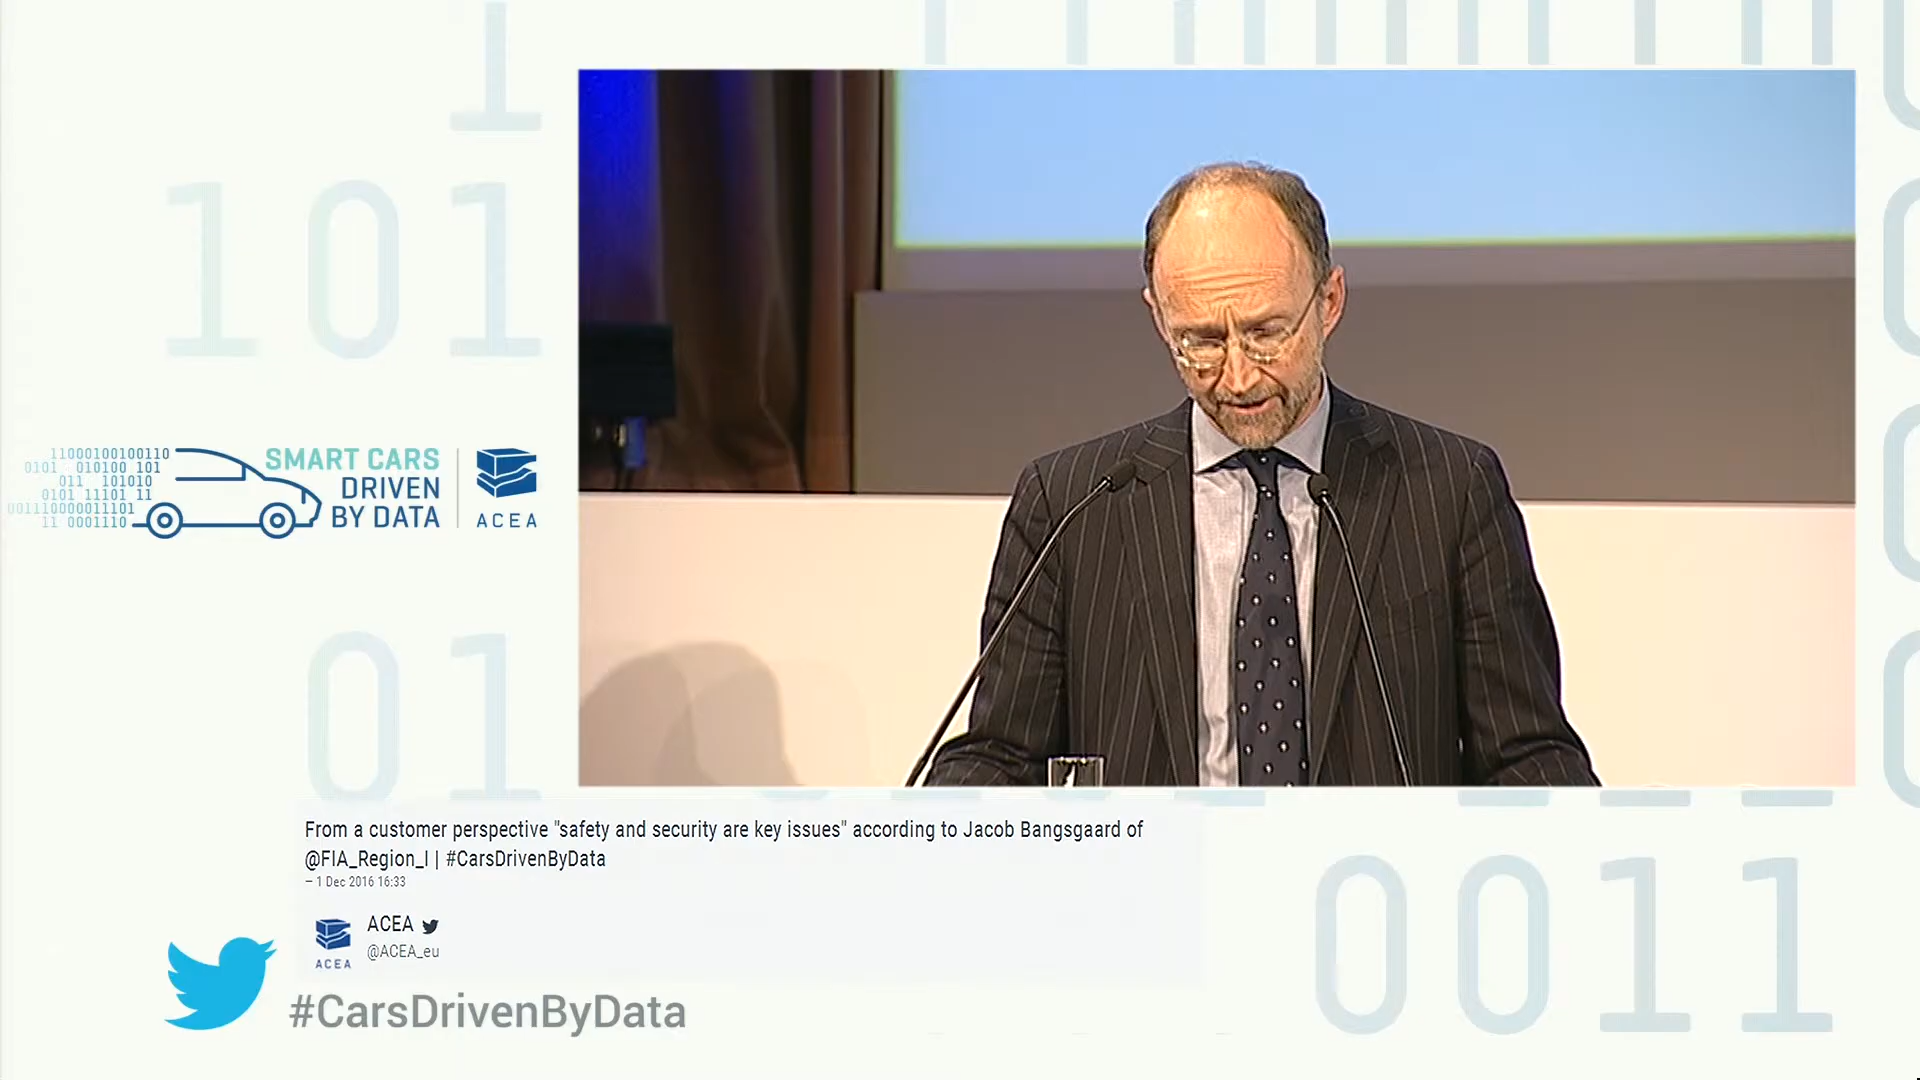 1
101
11000100100110
0101 010100 101
011 101010
0101 11101 11
001110000011101
11 0001110
SMART CARS
DRIVEN
BY DATA
ACEA
01
From a customer perspective "safety and security are key issues" according to Jacob Bangsgaard of
@FIA_Region_I | #CarsDrivenByData
– 1 Dec 2016 16:33
ACEA
@ACEA_eu
ACEA
#CarsDrivenByData
0011